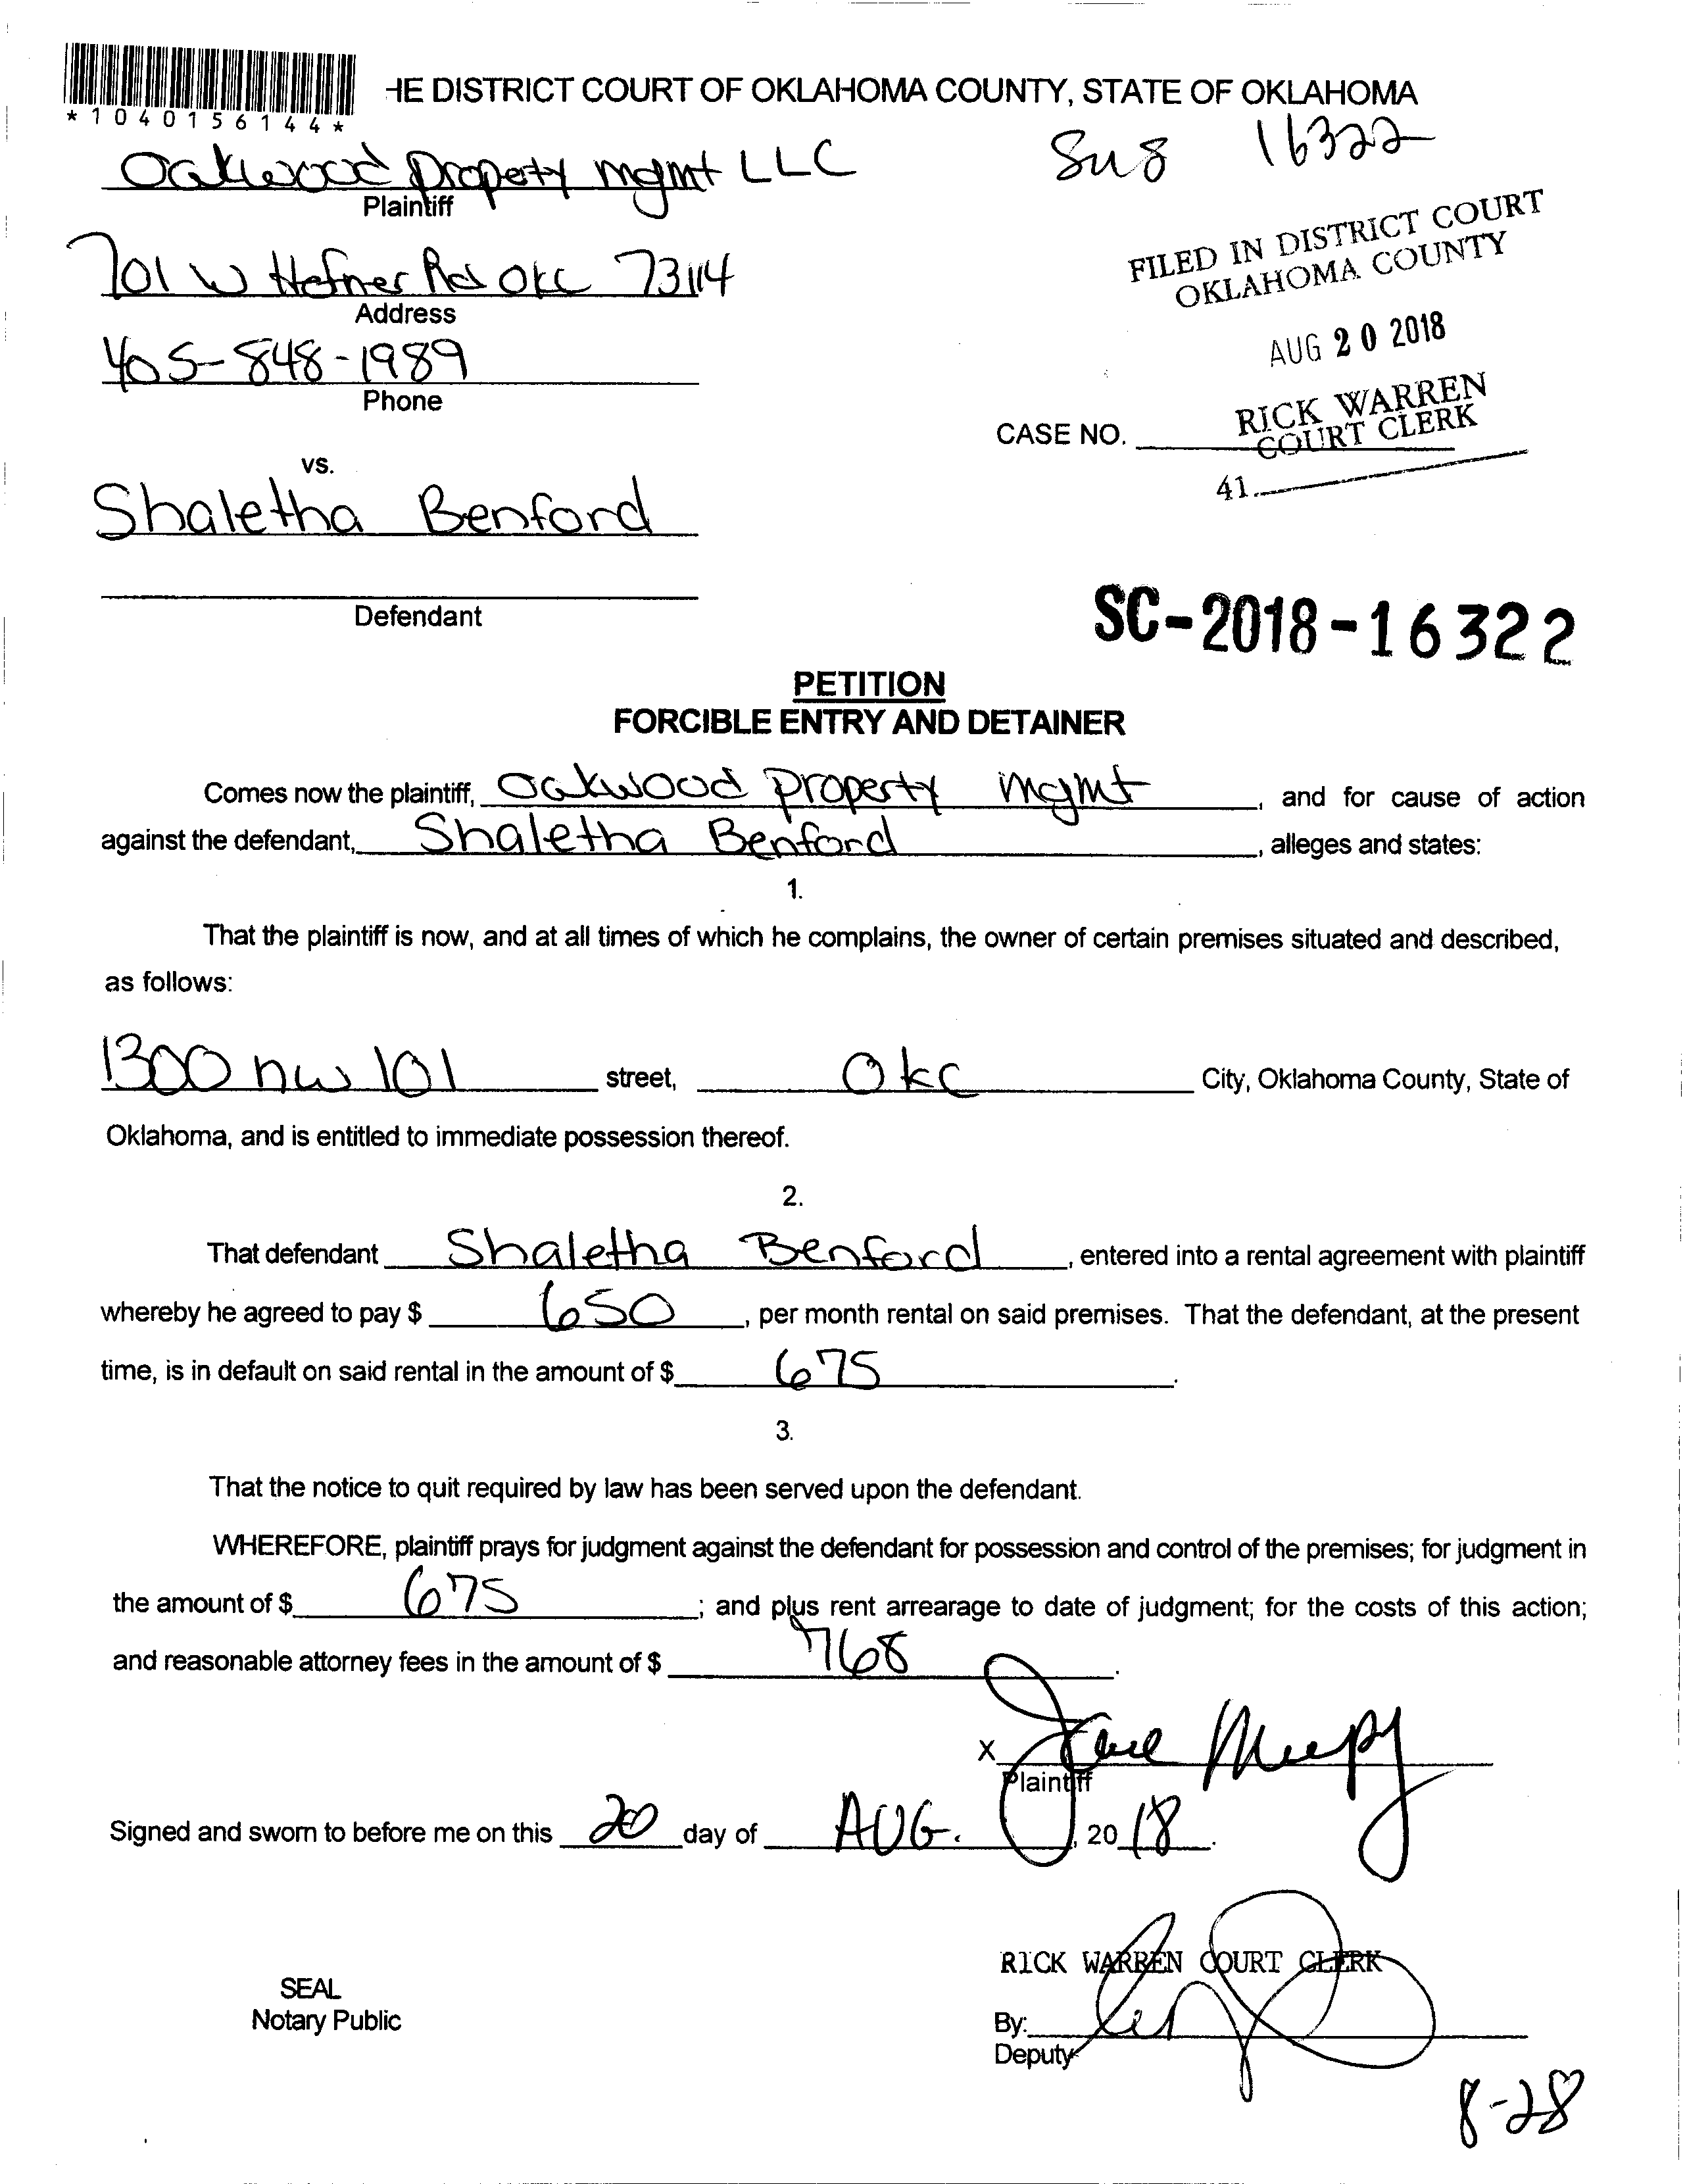 -HE DISTRICT COURT OF OKLAHOMA COUNTY, STATE OF OKLAHOMA
*1040156144*
16322
Oakwood Property Mgmt LLC
Plaintiff
FILED IN DISTRICT COURT
OKLAHOMA COUNTY
701 W Hefner Rd OKC 73114
Address
AUG 20 2018
405-848-1989
Phone
RICK WARREN
COURT CLERK
CASE NO.
vs.
41
Shaletha Benford
Defendant
SC-2018-16322
PETITION
FORCIBLE ENTRY AND DETAINER
Comes now the plaintiff, Oakwood Property Mgmt, and for cause of action
against the defendant, Shaletha Benford, alleges and states:
1.
That the plaintiff is now, and at all times of which he complains, the owner of certain premises situated and described,
as follows:
1300 nw 101 street, Okc City, Oklahoma County, State of
Oklahoma, and is entitled to immediate possession thereof.
2.
That defendant Shaletha Benford, entered into a rental agreement with plaintiff
whereby he agreed to pay $ 650, per month rental on said premises. That the defendant, at the present
time, is in default on said rental in the amount of $ 675.
3.
That the notice to quit required by law has been served upon the defendant.
WHEREFORE, plaintiff prays for judgment against the defendant for possession and control of the premises; for judgment in
the amount of $ 675; and plus rent arrearage to date of judgment; for the costs of this action;
and reasonable attorney fees in the amount of $ 768.
X
Plaintiff
Signed and sworn to before me on this 20 day of AUG., 20 18.
RICK WARREN COURT CLERK
SEAL
Notary Public
By:
Deputy
8-28